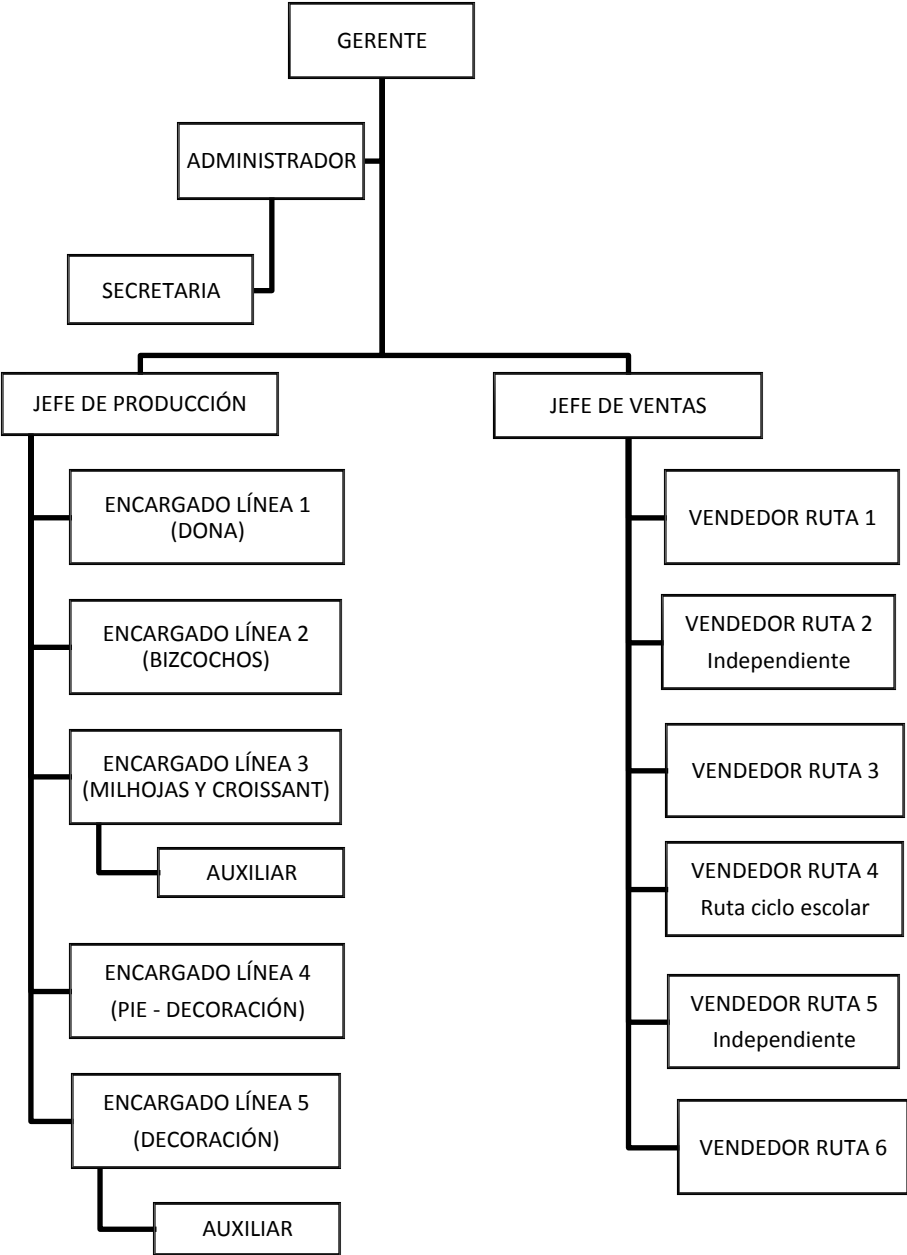 GERENTE
ADMINISTRADOR
SECRETARIA
JEFE DE PRODUCCIÓN
ENCARGADO LÍNEA 1
(DONA)
ENCARGADO LÍNEA 2
(BIZCOCHOS)
ENCARGADO LÍNEA 3
(MILHOJAS Y CROISSANT)
AUXILIAR
ENCARGADO LÍNEA 4
(PIE - DECORACIÓN)
ENCARGADO LÍNEA 5
(DECORACIÓN)
AUXILIAR
JEFE DE VENTAS
VENDEDOR RUTA 1
VENDEDOR RUTA 2
Independiente
VENDEDOR RUTA 3
VENDEDOR RUTA 4
Ruta ciclo escolar
VENDEDOR RUTA 5
Independiente
VENDEDOR RUTA 6